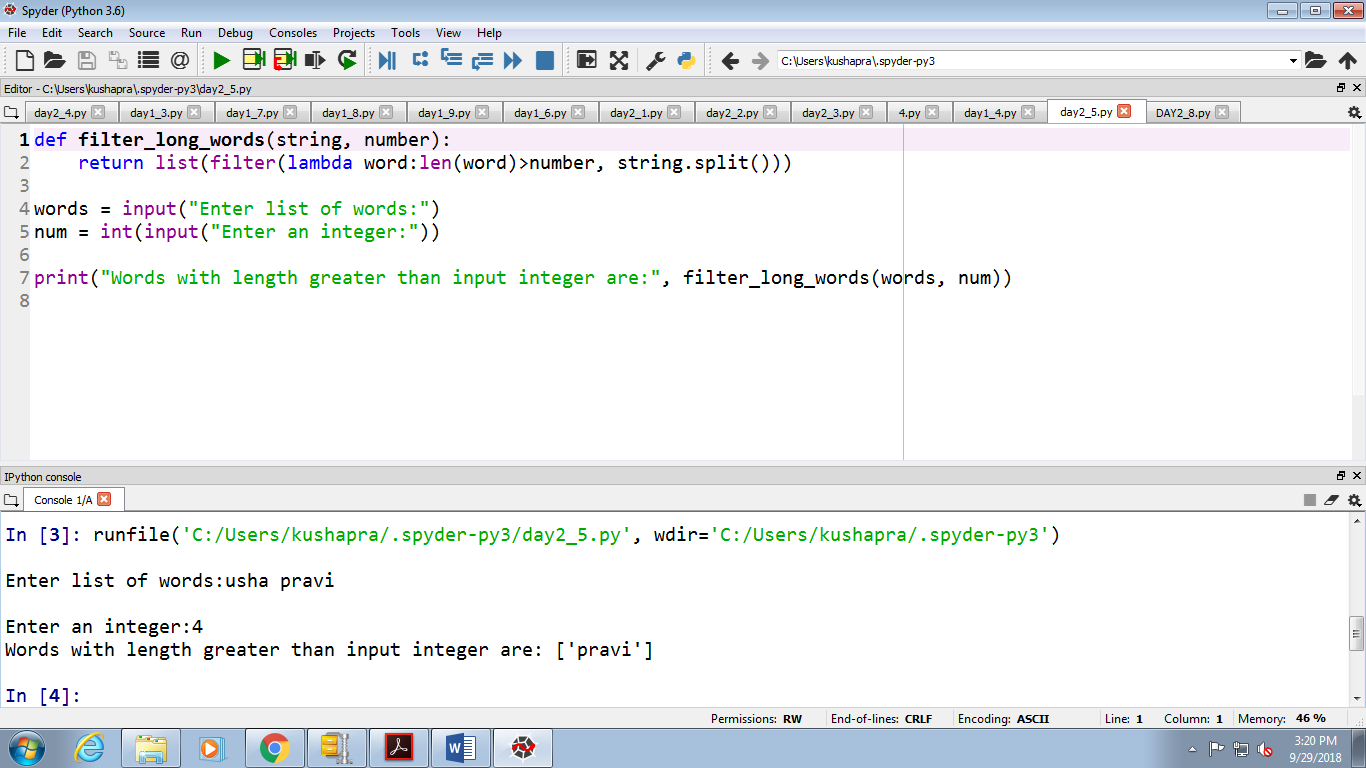 Spyder (Python 3.6)
File Edit Search Source Run Debug Consoles Projects Tools View Help
C:\Users\kushapra\.spyder-py3
Editor - C:\Users\kushapra\.spyder-py3\day2_5.py
day2_4.py day1_3.py day1_7.py day1_8.py day1_9.py day1_6.py day2_1.py day2_2.py day2_3.py 4.py day1_4.py day2_5.py DAY2_8.py
1 def filter_long_words(string, number):
2     return list(filter(lambda word:len(word)>number, string.split()))
3
4 words = input("Enter list of words:")
5 num = int(input("Enter an integer:"))
6
7 print("Words with length greater than input integer are:", filter_long_words(words, num))
8
IPython console
Console 1/A
In [3]: runfile('C:/Users/kushapra/.spyder-py3/day2_5.py', wdir='C:/Users/kushapra/.spyder-py3')
Enter list of words:usha pravi
Enter an integer:4
Words with length greater than input integer are: ['pravi']
In [4]:
Permissions: RW End-of-lines: CRLF Encoding: ASCII Line: 1 Column: 1 Memory: 46 %
3:20 PM
9/29/2018